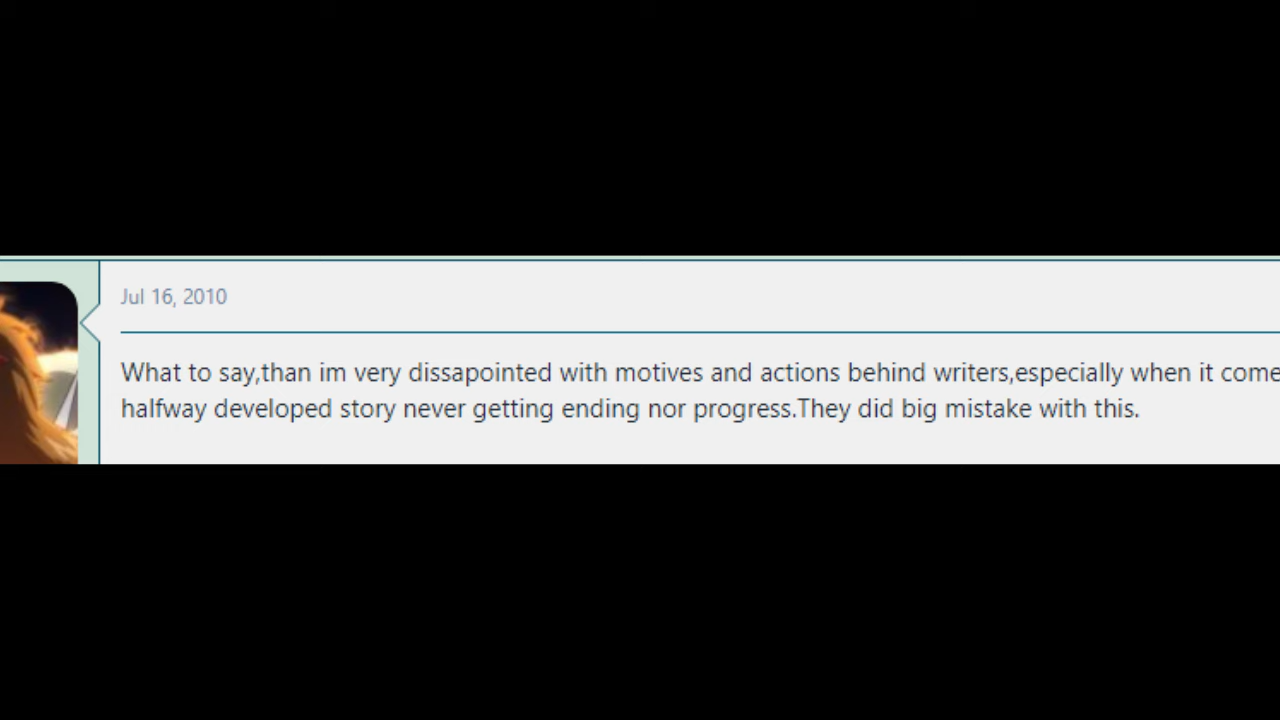 Jul 16, 2010
What to say,than im very dissapointed with motives and actions behind writers,especially when it come
halfway developed story never getting ending nor progress.They did big mistake with this.